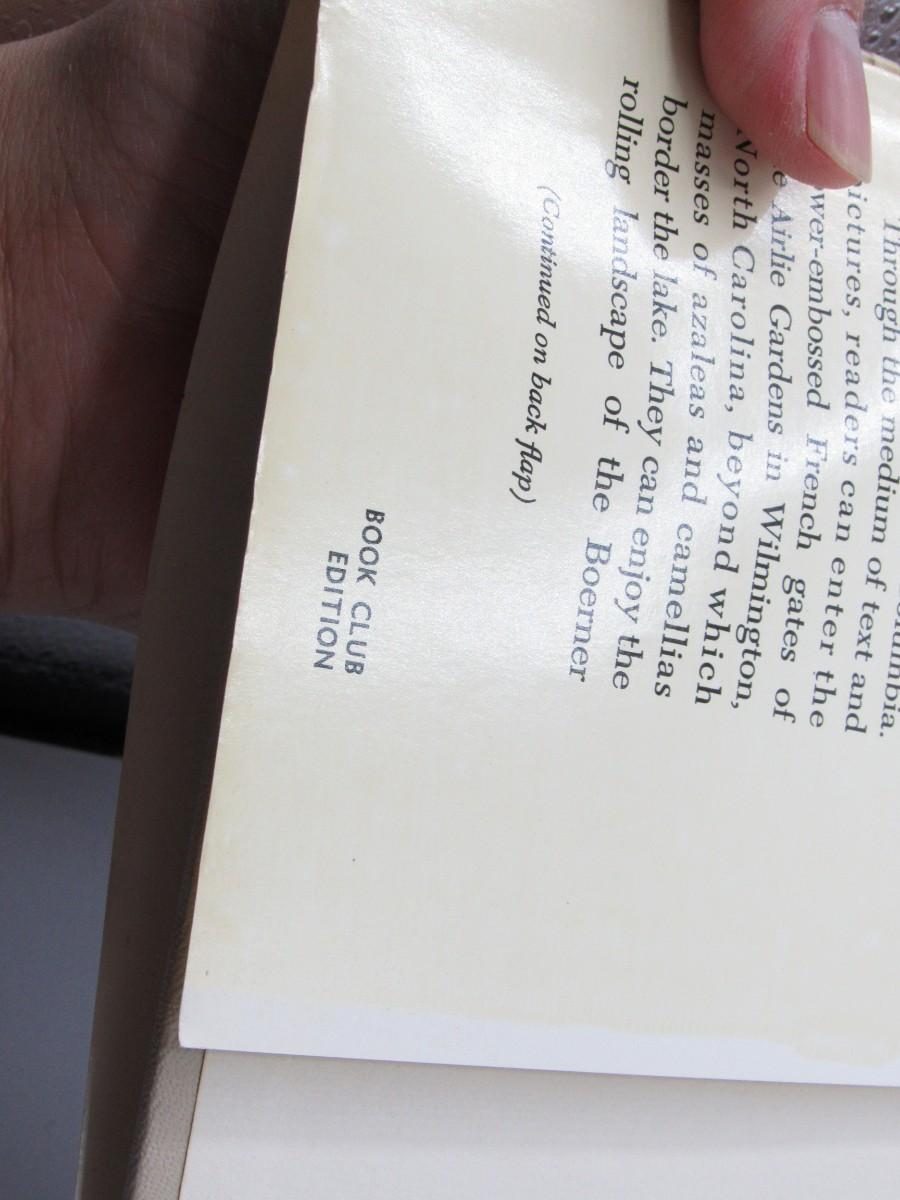 Through the medium of text and
readers can enter the
French gates of
Airlie Gardens in Wilmington,
North Carolina, beyond which
masses of azaleas and camellias
border the lake. They can enjoy the
rolling landscape of the Boerner
(Continued on back flap)
BOOK CLUB
EDITION